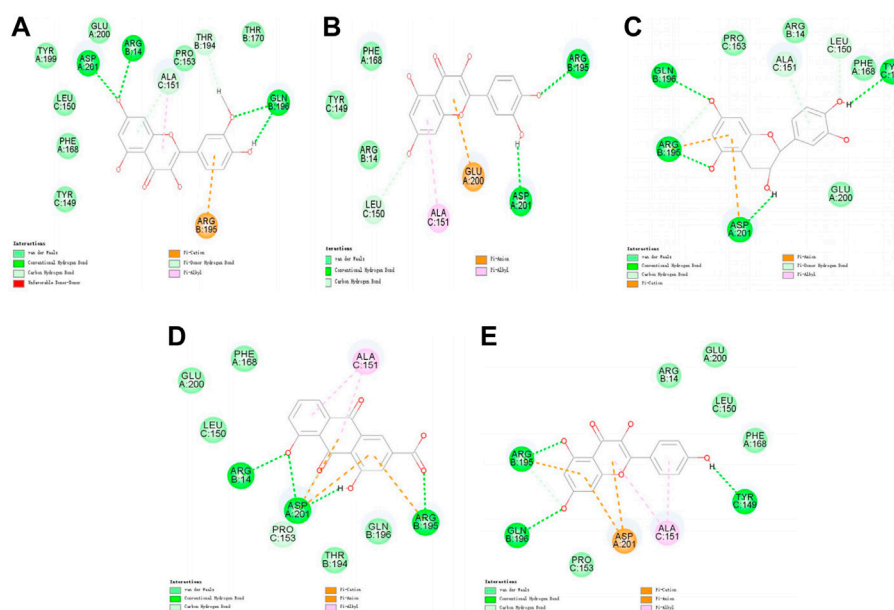 A
GLU
A:200
TYR
A:199
ASP
A:201
ARG
B:14
PRO
C:153
THR
B:194
THR
B:170
ALA
C:151
LEU
C:150
GLN
B:196
PHE
A:168
TYR
C:149
ARG
B:195
H
H
O
Interactions
van der Waals
Conventional Hydrogen Bond
Carbon Hydrogen Bond
Unfavorable Donor-Donor
Pi-Cation
Pi-Donor Hydrogen Bond
Pi-Alkyl
B
PHE
A:168
TYR
C:149
ARG
B:195
ARG
B:14
LEU
C:150
GLU
A:200
ALA
C:151
ASP
A:201
H
O
Interactions
van der Waals
Conventional Hydrogen Bond
Carbon Hydrogen Bond
Pi-Anion
Pi-Alkyl
C
PRO
C:153
ARG
B:14
LEU
C:150
GLN
B:196
ALA
C:151
PHE
A:168
ARG
B:195
GLU
A:200
ASP
A:201
H
H
O
Interactions
van der Waals
Conventional Hydrogen Bond
Carbon Hydrogen Bond
Pi-Cation
Pi-Anion
Pi-Donor Hydrogen Bond
Pi-Alkyl
D
PHE
A:168
ALA
C:151
GLU
A:200
LEU
C:150
ARG
B:14
ASP
A:201
H
ARG
B:195
PRO
C:153
GLN
B:196
THR
B:194
Interactions
van der Waals
Conventional Hydrogen Bond
Carbon Hydrogen Bond
Pi-Cation
Pi-Anion
Pi-Alkyl
E
GLU
A:200
ARG
B:14
LEU
C:150
PHE
A:168
ARG
B:195
H
TYR
C:149
GLN
B:196
ASP
A:201
ALA
C:151
PRO
C:153
O
Interactions
van der Waals
Conventional Hydrogen Bond
Carbon Hydrogen Bond
Pi-Cation
Pi-Anion
Pi-Alkyl